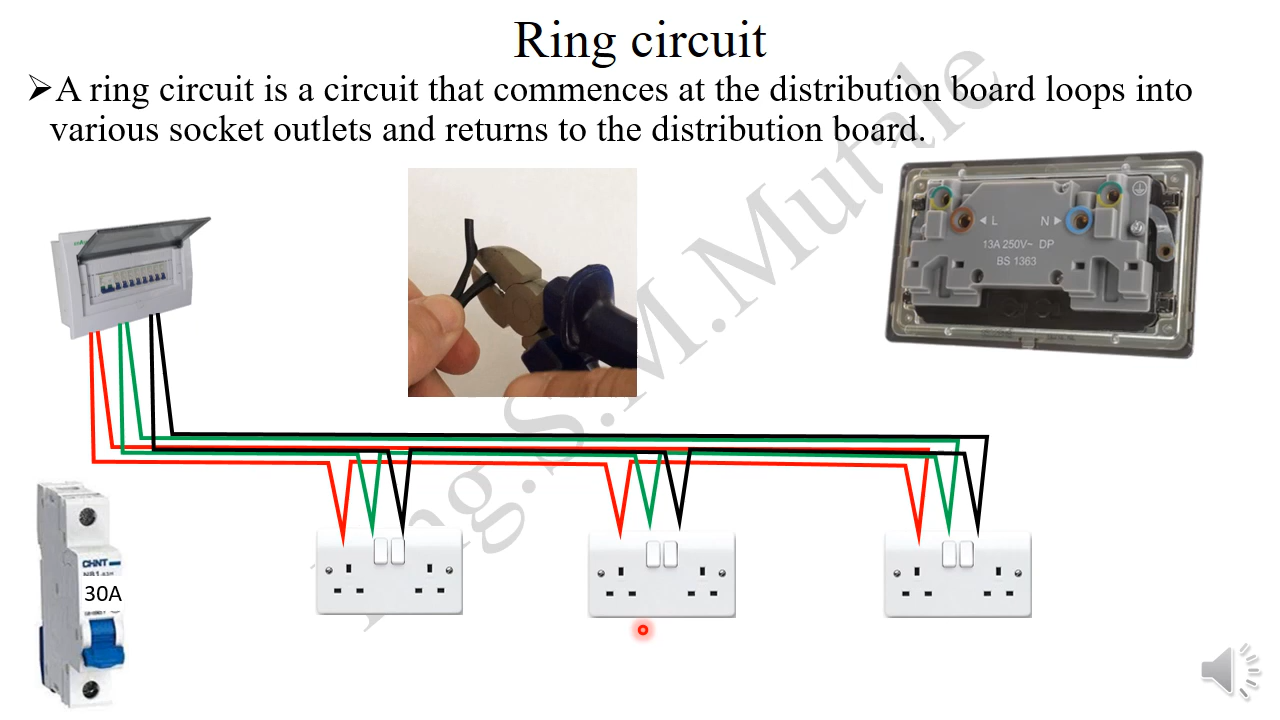 Ring circuit
➢A ring circuit is a circuit that commences at the distribution board loops into
various socket outlets and returns to the distribution board.
Eng.S.M.Mutale
L N
13A 250V~ DP
BS 1363
CHNT
30A